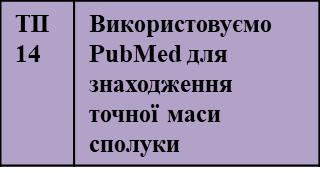 ТП
14
Використовуємо
PubMed для
знаходження
точної маси
сполуки